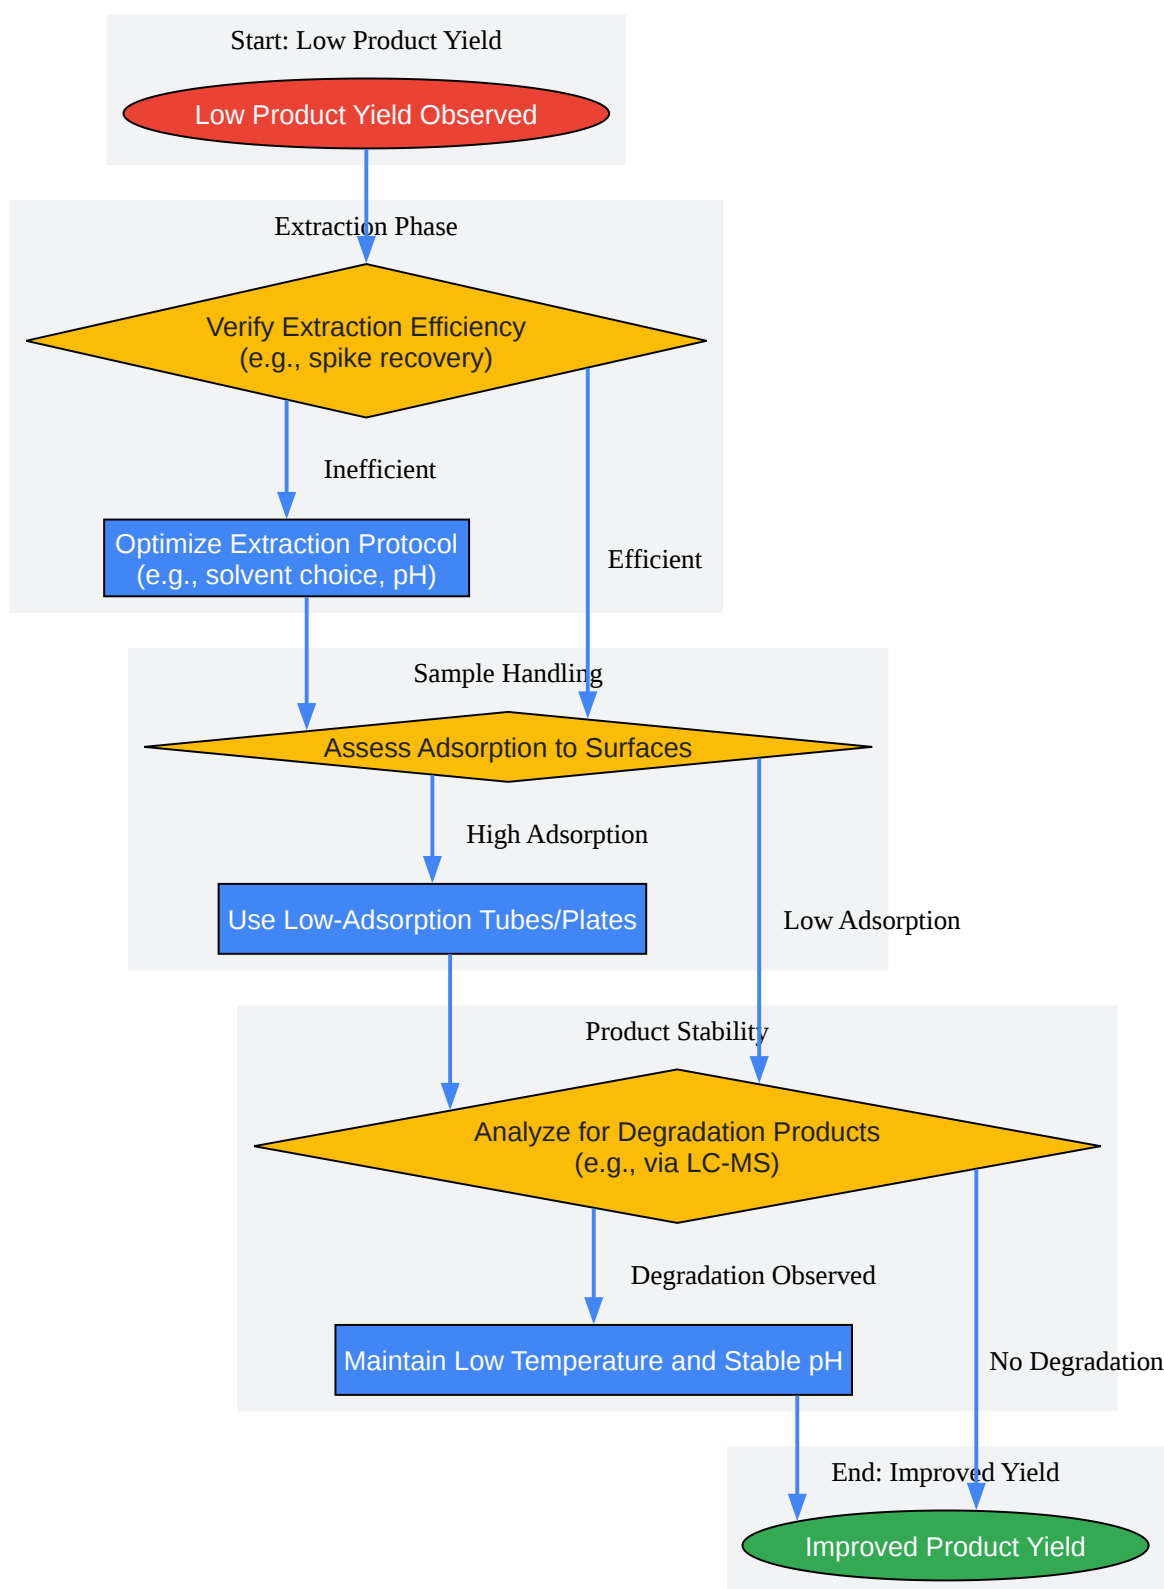 Start: Low Product Yield
Low Product Yield Observed
Extraction Phase
Verify Extraction Efficiency
(e.g., spike recovery)
Inefficient
Optimize Extraction Protocol
(e.g., solvent choice, pH)
Efficient
Sample Handling
Assess Adsorption to Surfaces
High Adsorption
Use Low-Adsorption Tubes/Plates
Low Adsorption
Product Stability
Analyze for Degradation Products
(e.g., via LC-MS)
Degradation Observed
Maintain Low Temperature and Stable pH
No Degradation
End: Improved Yield
Improved Product Yield